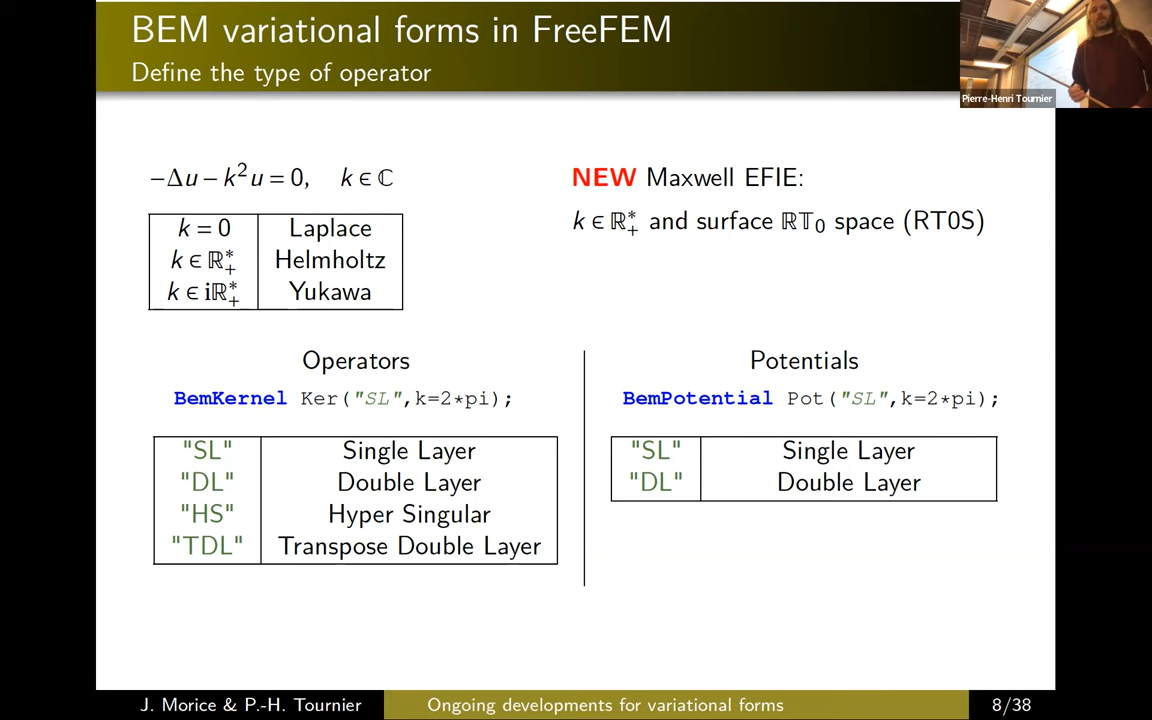 BEM variational forms in FreeFEM
Define the type of operator
Pierre-Henri Tournier
−Δu − k²u = 0, k ∈ ℂ
k = 0 Laplace
k ∈ ℝ₊* Helmholtz
k ∈ iℝ₊* Yukawa
NEW Maxwell EFIE:
k ∈ ℝ₊* and surface ℝ𝕋₀ space (RT0S)
Operators
BemKernel Ker("SL",k=2*pi);
"SL" Single Layer
"DL" Double Layer
"HS" Hyper Singular
"TDL" Transpose Double Layer
Potentials
BemPotential Pot("SL",k=2*pi);
"SL" Single Layer
"DL" Double Layer
J. Morice & P.-H. Tournier
Ongoing developments for variational forms
8/38